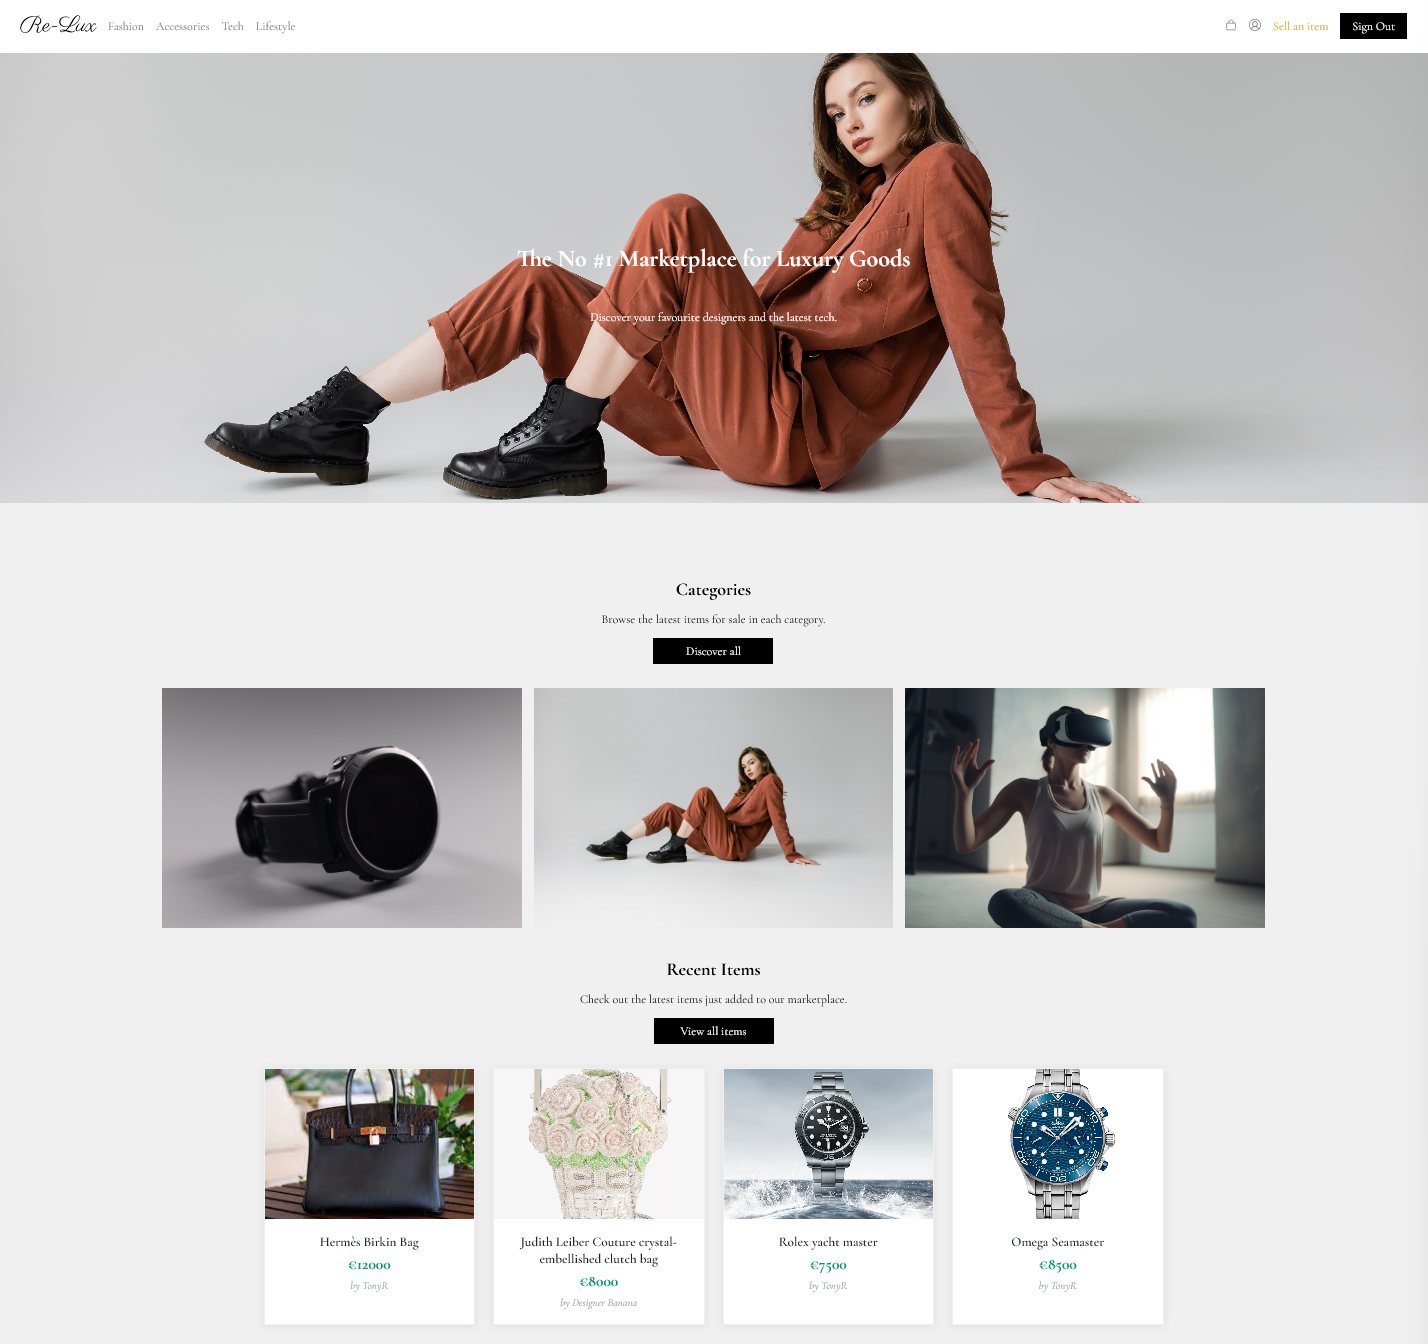 Re-Lux Fashion Accessories Tech Lifestyle Sell an item Sign Out
The No #1 Marketplace for Luxury Goods
Discover your favourite designers and the latest tech.
Categories
Browse the latest items for sale in each category.
Discover all
Recent Items
Check out the latest items just added to our marketplace.
View all items
Hermès Birkin Bag
€12000
by TonyR
Judith Leiber Couture crystal-
embellished clutch bag
€8000
by Designer Banana
Rolex yacht master
€7500
by TonyR
Omega Seamaster
€8500
by TonyR